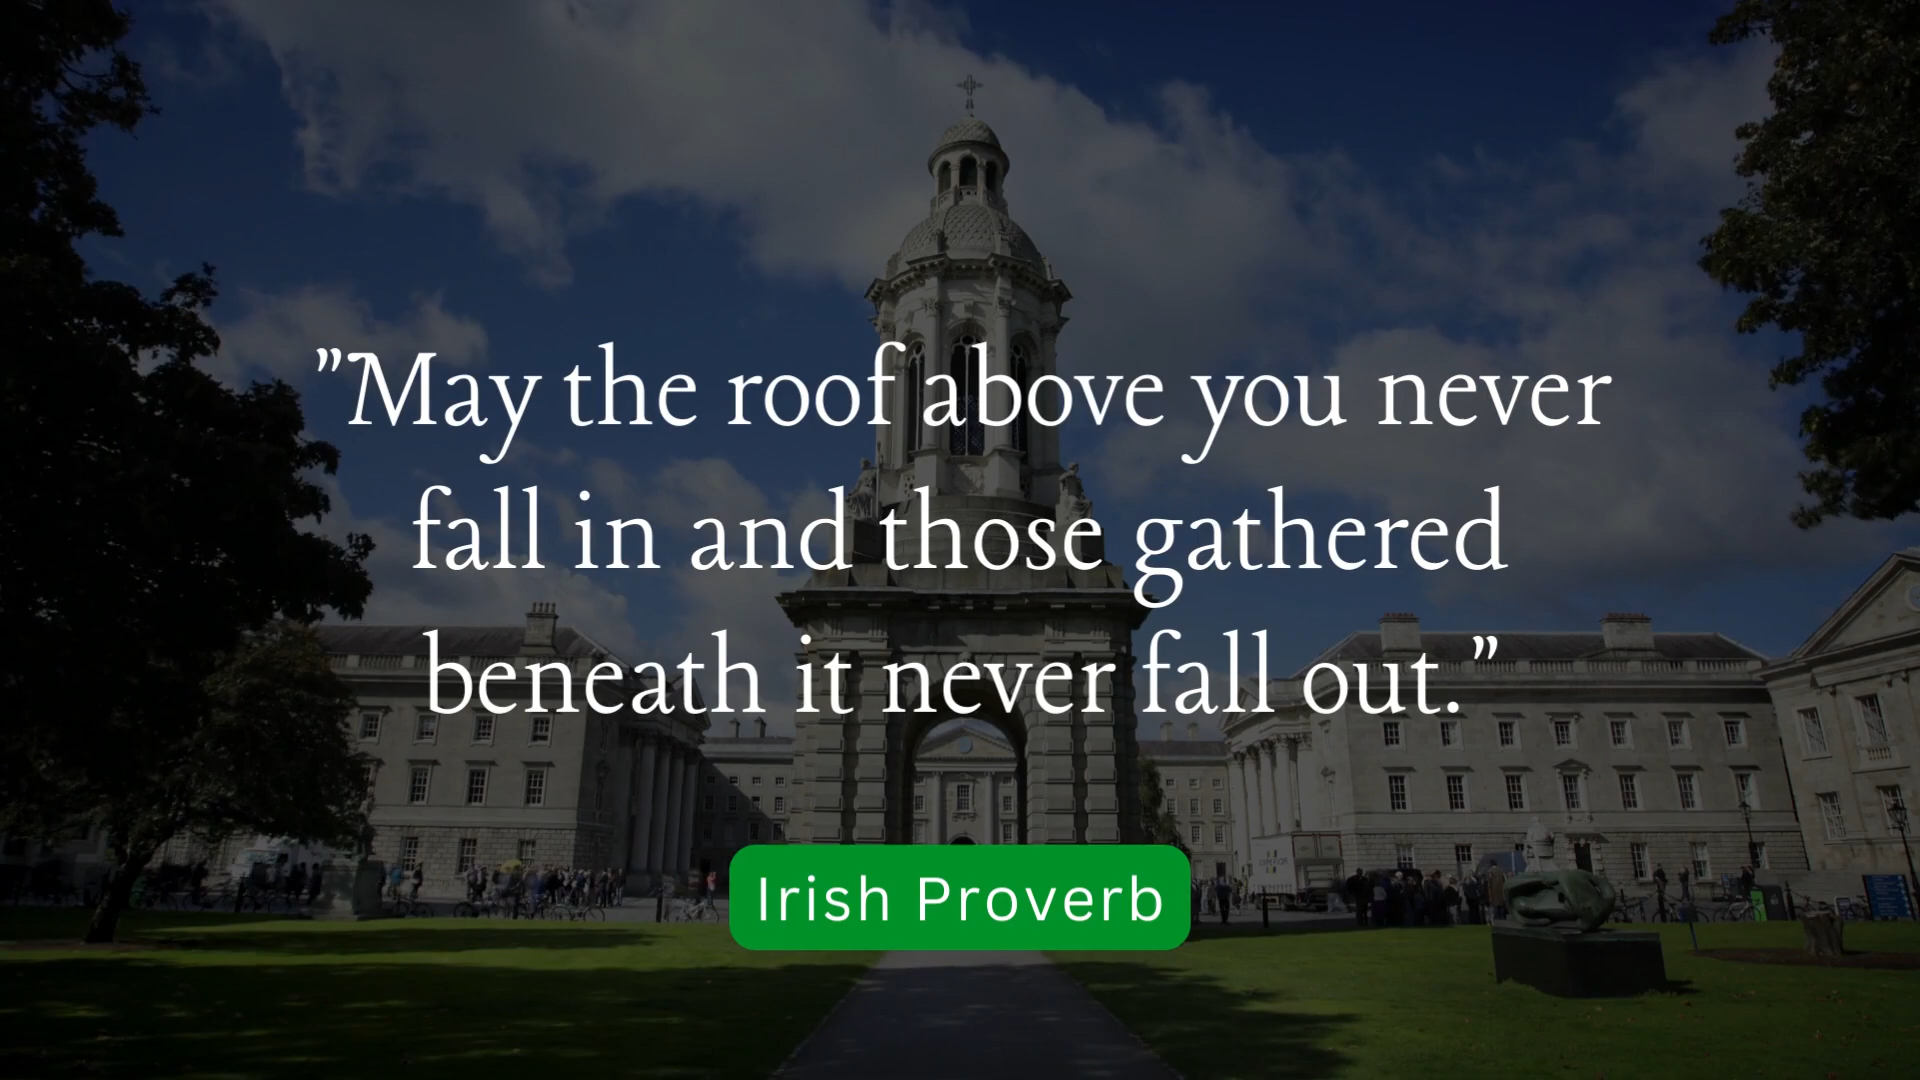 "May the roof above you never
fall in and those gathered
beneath it never fall out."
Irish Proverb